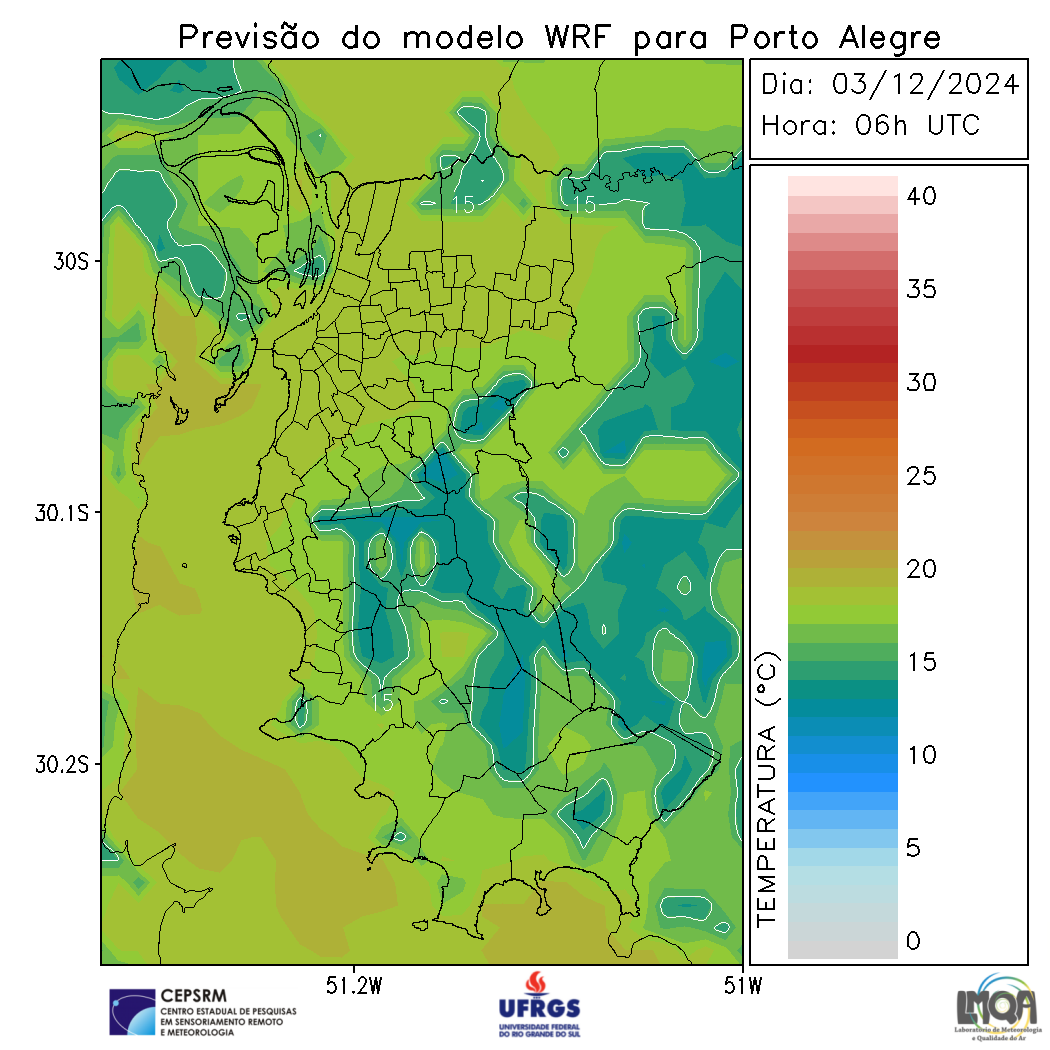 Previsão do modelo WRF para Porto Alegre
Dia: 03/12/2024
Hora: 06h UTC
40
35
30
25
20
15
10
5
0
TEMPERATURA (°C)
30S
30.1S
30.2S
51.2W
51W
15
15
15
CEPSRM
CENTRO ESTADUAL DE PESQUISAS
EM SENSORIAMENTO REMOTO
E METEOROLOGIA
UFRGS
UNIVERSIDADE FEDERAL
DO RIO GRANDE DO SUL
LMQA
Laboratório de Meteorologia
e Qualidade do Ar